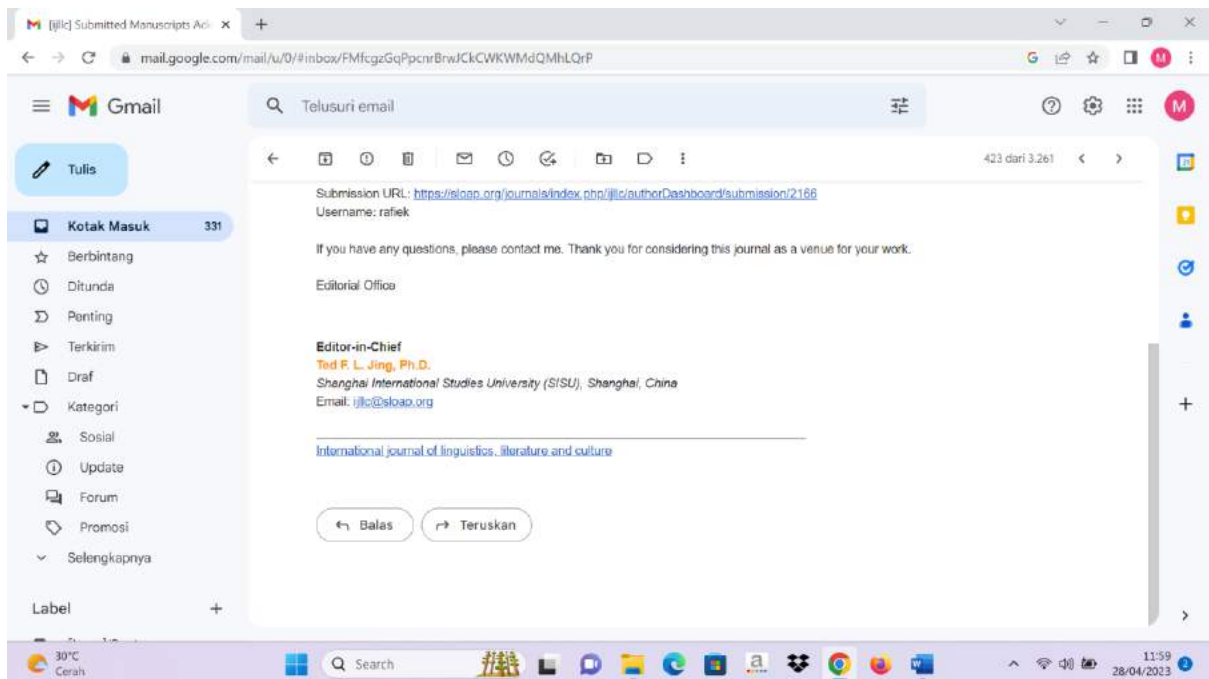 [ijllc] Submitted Manuscripts Ack
mail.google.com/mail/u/0/#inbox/FMfcgzGqPpcnrBrwJCkCWKWMdQMhLQrP
G
M
Gmail
Telusuri email
M
Tulis
423 dari 3.261
Submission URL: https://sloap.org/journals/index.php/ijllc/authorDashboard/submission/2166
Username: rafiek
Kotak Masuk 331
If you have any questions, please contact me. Thank you for considering this journal as a venue for your work.
Berbintang
Ditunda
Editorial Office
Penting
Terkirim
Editor-in-Chief
Ted F. L. Jing, Ph.D.
Draf
Shanghai International Studies University (SISU), Shanghai, China
Kategori
Email: ijllc@sloap.org
Sosial
International journal of linguistics, literature and culture
Update
Forum
Promosi
Balas
Teruskan
Selengkapnya
Label
30°C
Cerah
Search
11:59
28/04/2023
2